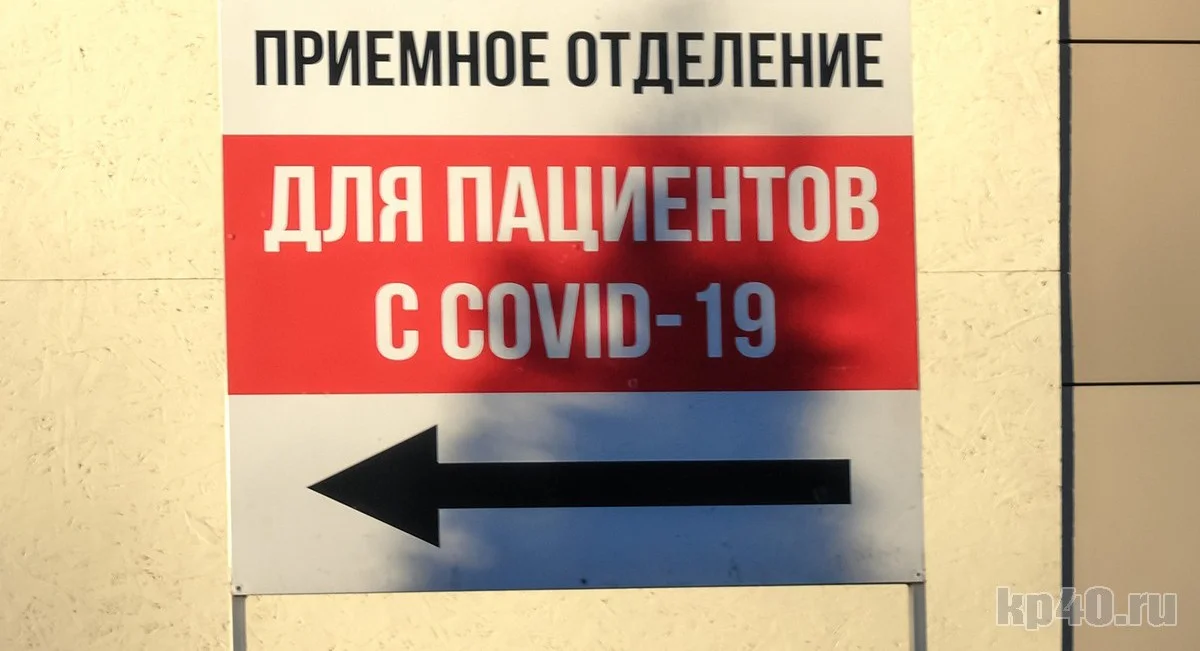 ПРИЕМНОЕ ОТДЕЛЕНИЕ
ДЛЯ ПАЦИЕНТОВ
С COVID-19
kp40.ru